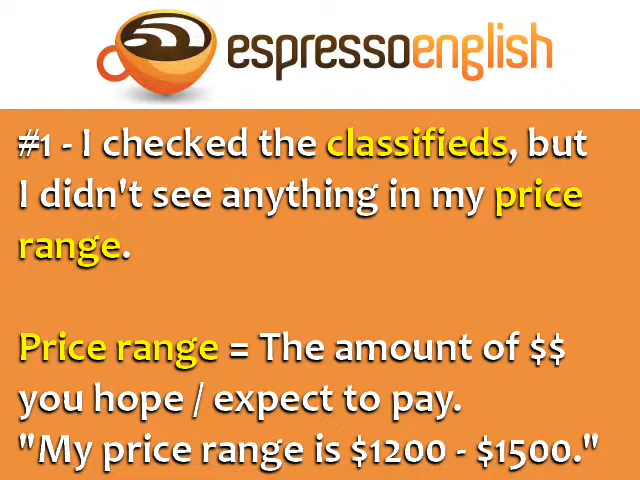 espressoenglish
#1 - I checked the classifieds, but
I didn't see anything in my price
range.
Price range = The amount of $$
you hope / expect to pay.
"My price range is $1200 - $1500."